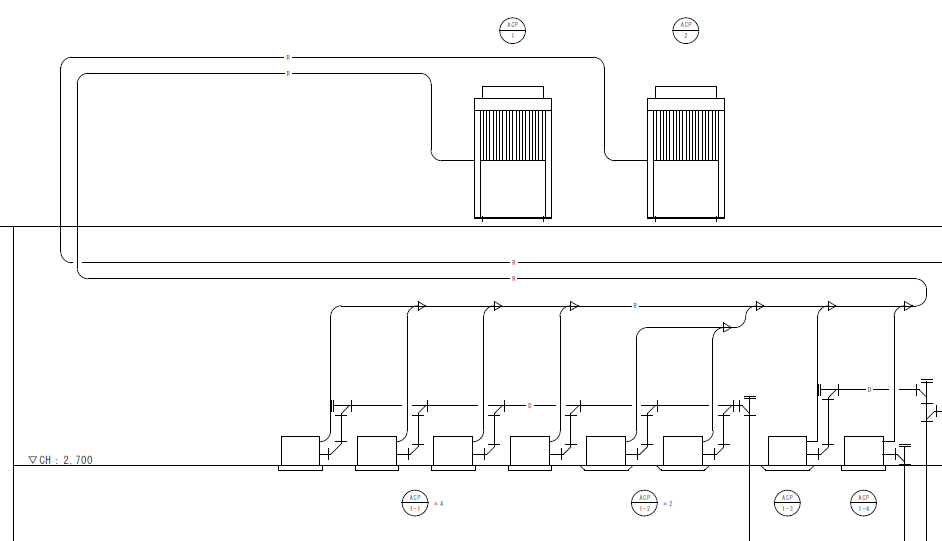 ACP
1
ACP
2
R
R
R
R
R
D
D
▽CH : 2.700
ACP
1-1
×4
ACP
1-2
×2
ACP
1-3
ACP
1-4